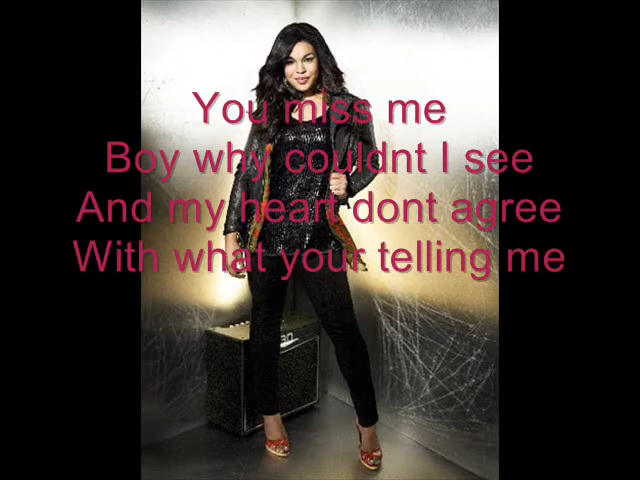 You miss me
Boy why couldnt I see
And my heart dont agree
With what your telling me